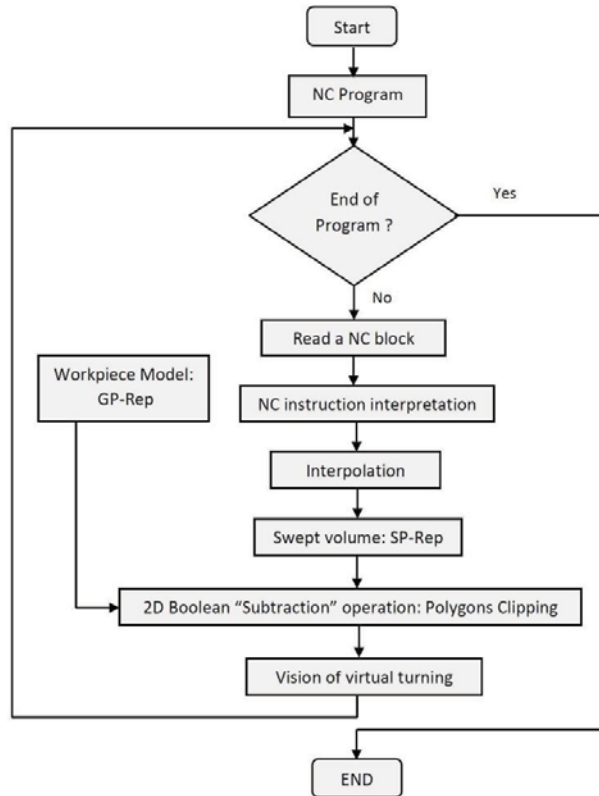 Start
NC Program
End of
Program ?
Yes
No
Read a NC block
Workpiece Model:
GP-Rep
NC instruction interpretation
Interpolation
Swept volume: SP-Rep
2D Boolean “Subtraction” operation: Polygons Clipping
Vision of virtual turning
END